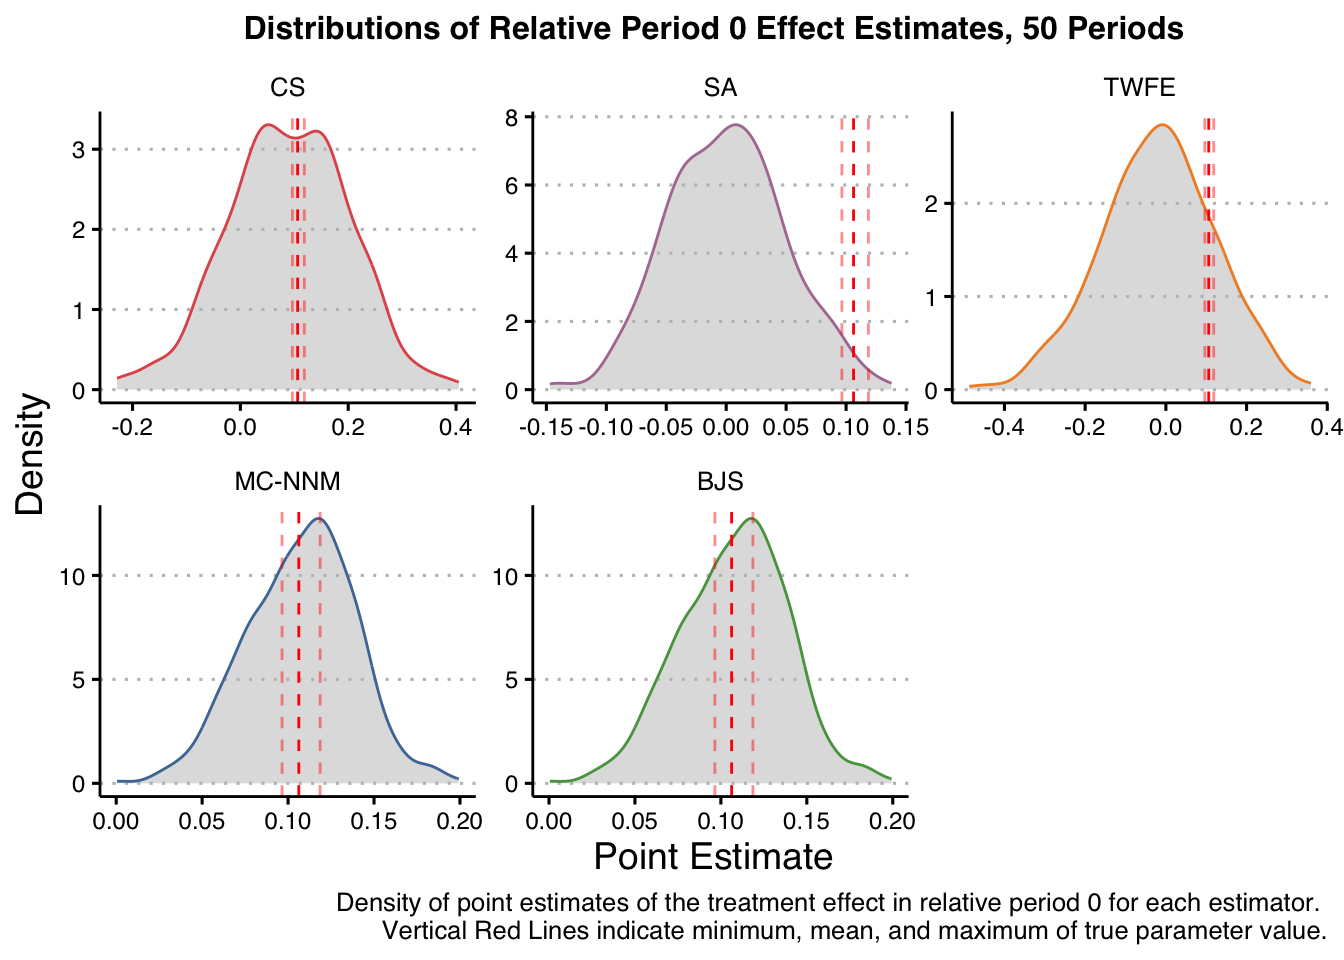 Distributions of Relative Period 0 Effect Estimates, 50 Periods
CS
SA
TWFE
3
2
1
0
-0.2 0.0 0.2 0.4
8
6
4
2
0
-0.15 -0.10 -0.05 0.00 0.05 0.10 0.15
2
1
0
-0.4 -0.2 0.0 0.2 0.4
Density
MC-NNM
BJS
10
5
0
0.00 0.05 0.10 0.15 0.20
10
5
0
0.00 0.05 0.10 0.15 0.20
Point Estimate
Density of point estimates of the treatment effect in relative period 0 for each estimator.
Vertical Red Lines indicate minimum, mean, and maximum of true parameter value.